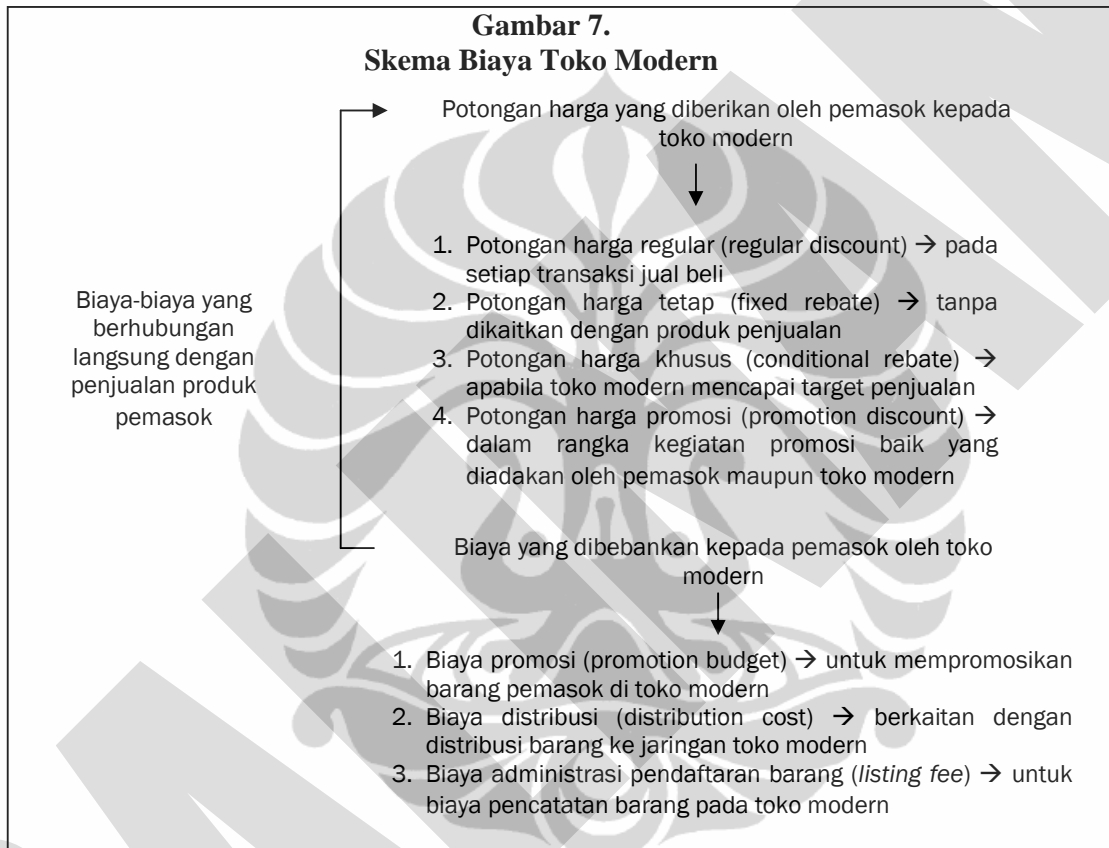 Gambar 7.
Skema Biaya Toko Modern
Potongan harga yang diberikan oleh pemasok kepada
toko modern
1. Potongan harga regular (regular discount) → pada
setiap transaksi jual beli
2. Potongan harga tetap (fixed rebate) → tanpa
dikaitkan dengan produk penjualan
3. Potongan harga khusus (conditional rebate) →
apabila toko modern mencapai target penjualan
4. Potongan harga promosi (promotion discount) →
dalam rangka kegiatan promosi baik yang
diadakan oleh pemasok maupun toko modern
Biaya-biaya yang
berhubungan
langsung dengan
penjualan produk
pemasok
Biaya yang dibebankan kepada pemasok oleh toko
modern
1. Biaya promosi (promotion budget) → untuk mempromosikan
barang pemasok di toko modern
2. Biaya distribusi (distribution cost) → berkaitan dengan
distribusi barang ke jaringan toko modern
3. Biaya administrasi pendaftaran barang (listing fee) → untuk
biaya pencatatan barang pada toko modern